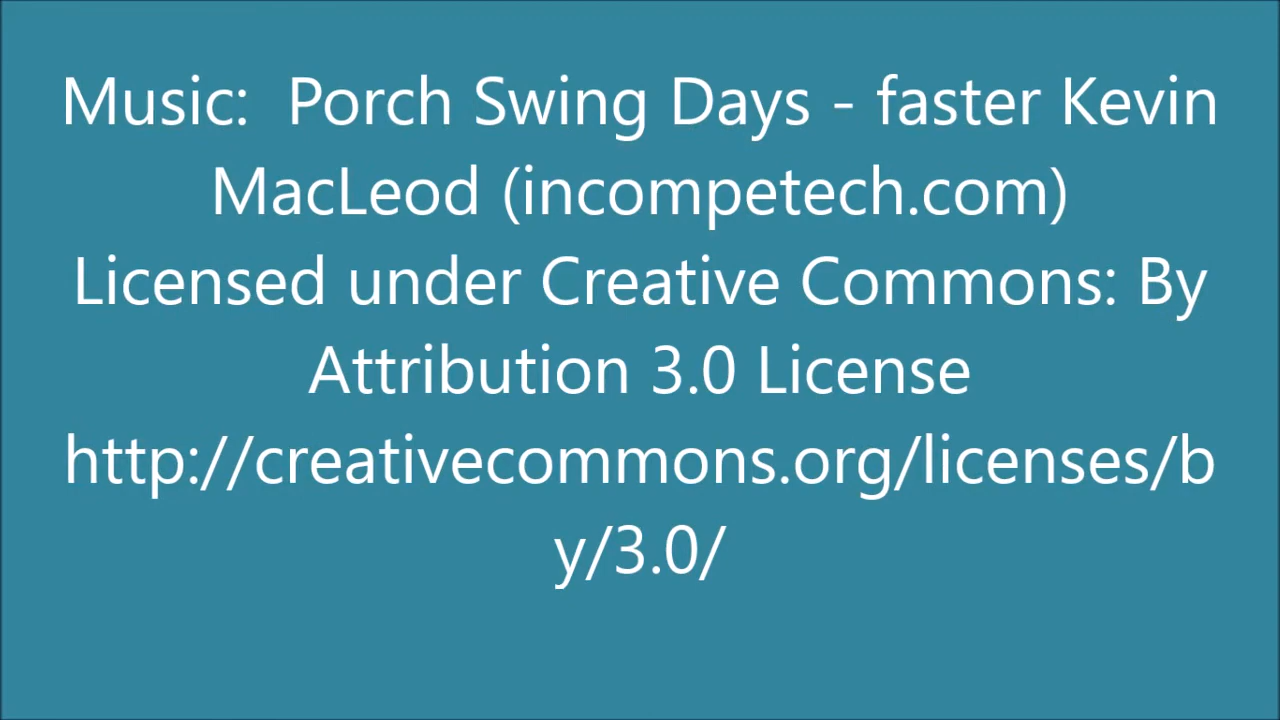 Music:  Porch Swing Days - faster Kevin
MacLeod (incompetech.com)
Licensed under Creative Commons: By
Attribution 3.0 License
http://creativecommons.org/licenses/b
y/3.0/